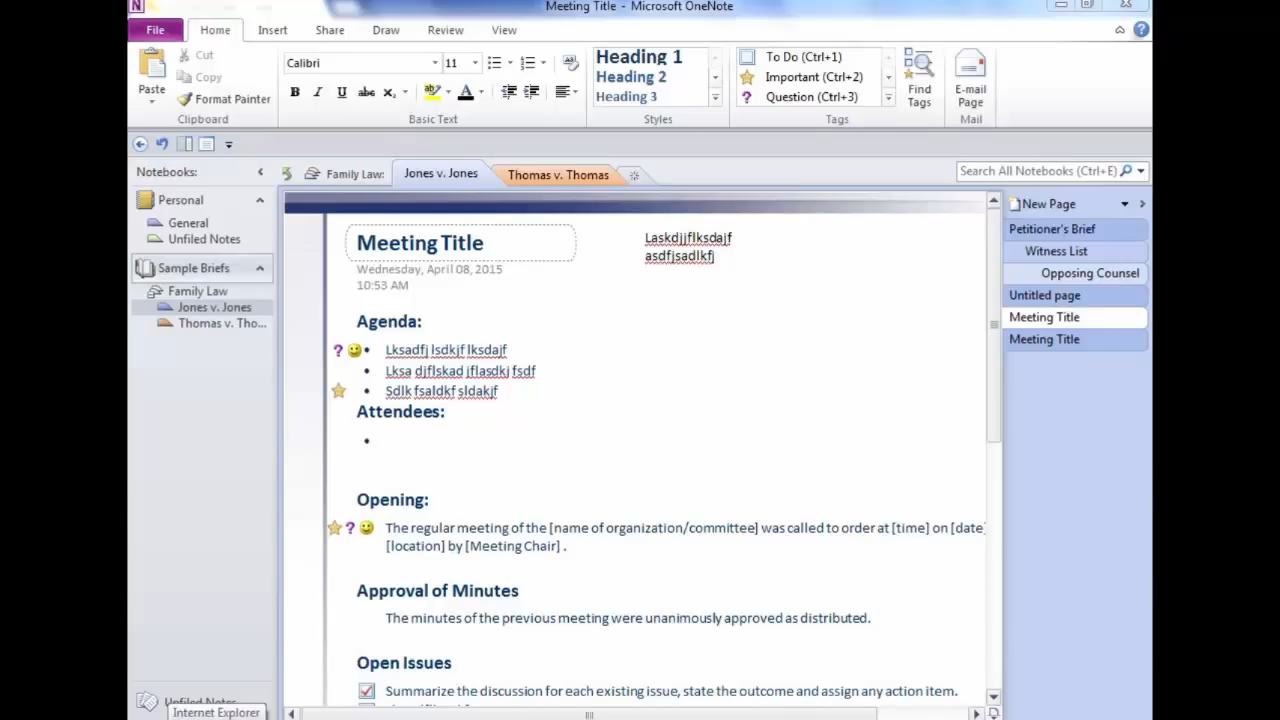 Meeting Title - Microsoft OneNote
File Home Insert Share Draw Review View
Paste
Cut
Copy
Format Painter
Clipboard
Calibri 11
B I U abc X₂
Basic Text
Heading 1
Heading 2
Heading 3
Styles
To Do (Ctrl+1)
Important (Ctrl+2)
Question (Ctrl+3)
Tags
Find
Tags
E-mail
Page
Mail
Notebooks:
Personal
General
Unfiled Notes
Sample Briefs
Family Law
Jones v. Jones
Thomas v. Tho...
Unfiled Notes
Internet Explorer
Family Law: Jones v. Jones Thomas v. Thomas
Search All Notebooks (Ctrl+E)
Meeting Title
Wednesday, April 08, 2015
10:53 AM
Laskdjjflksdajf
asdfjsadlkfj
Agenda:
? • Lksadfj lsdkjf lksdajf
• Lksa djflskad jflasdkj fsdf
• Sdlk fsaldkf sldakjf
Attendees:
•
Opening:
? The regular meeting of the [name of organization/committee] was called to order at [time] on [date]
[location] by [Meeting Chair] .
Approval of Minutes
The minutes of the previous meeting were unanimously approved as distributed.
Open Issues
Summarize the discussion for each existing issue, state the outcome and assign any action item.
New Page
Petitioner's Brief
Witness List
Opposing Counsel
Untitled page
Meeting Title
Meeting Title